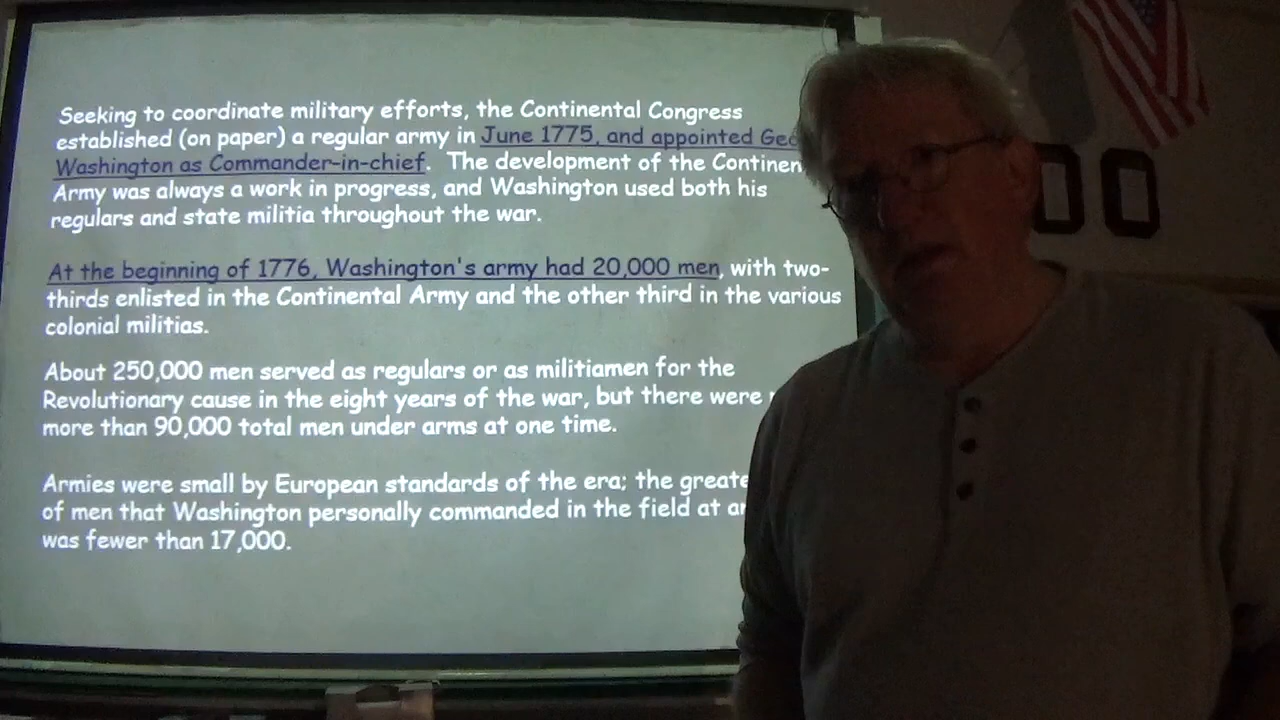 Seeking to coordinate military efforts, the Continental Congress
established (on paper) a regular army in June 1775, and appointed
Washington as Commander-in-chief. The development of the
Army was always a work in progress, and Washington used both his
regulars and state militia throughout the war.
At the beginning of 1776, Washington's army had 20,000 men, with two-
thirds enlisted in the Continental Army and the other third in the various
colonial militias.
About 250,000 men served as regulars or as militiamen for the
Revolutionary cause in the eight years of the war, but there were
more than 90,000 total men under arms at one time.
Armies were small by European standards of the era; the
of men that Washington personally commanded in the field at
was fewer than 17,000.